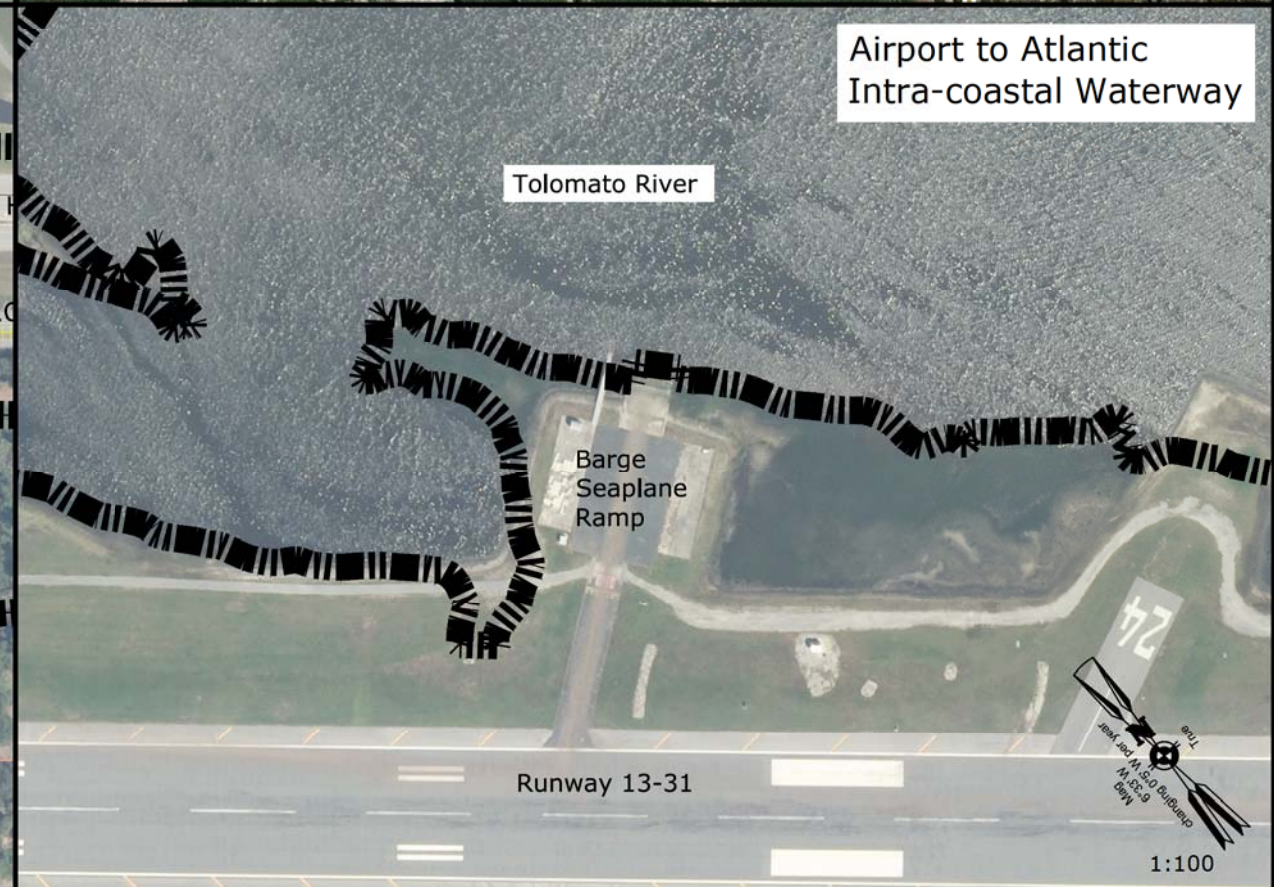 Airport to Atlantic
Intra-coastal Waterway
Tolomato River
Barge
Seaplane
Ramp
24
N
True
Mag
6°33' W
changing 0°5' W per year
Runway 13-31
1:100